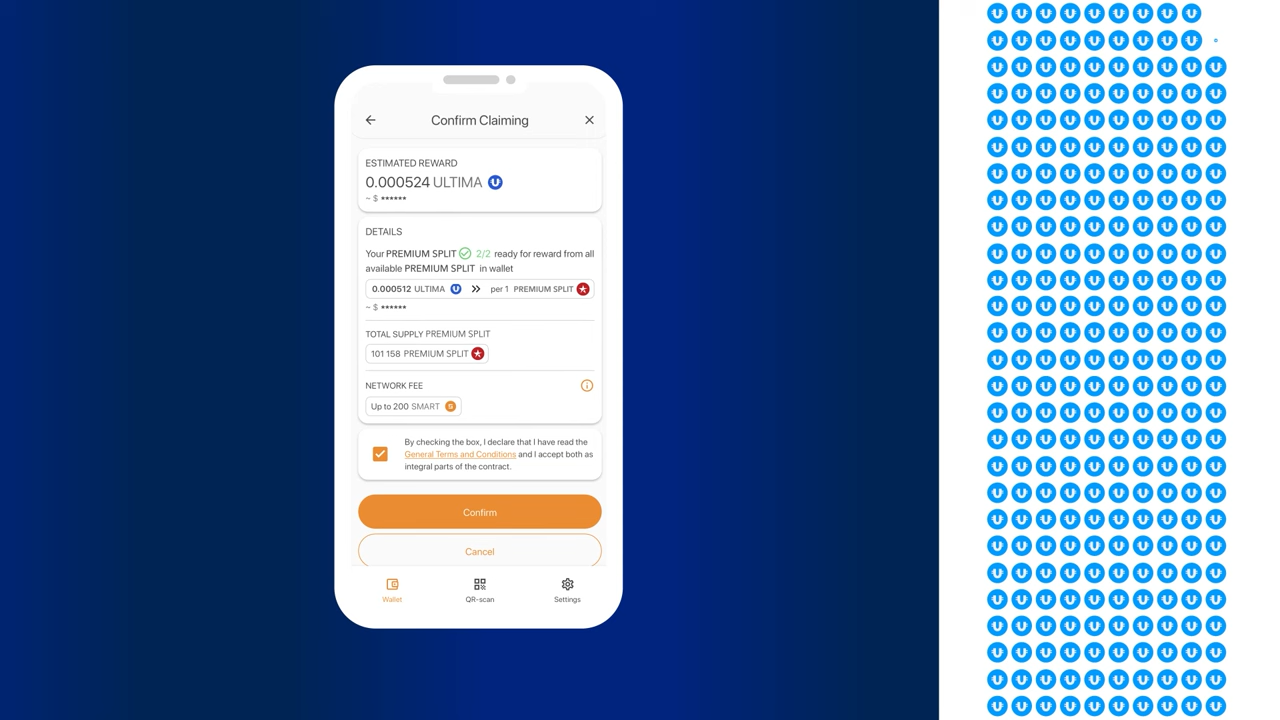 Confirm Claiming
ESTIMATED REWARD
0.000524 ULTIMA
~ $ ******
DETAILS
Your PREMIUM SPLIT 2/2 ready for reward from all
available PREMIUM SPLIT in wallet
0.000512 ULTIMA » per 1 PREMIUM SPLIT
~ $ ******
TOTAL SUPPLY PREMIUM SPLIT
101 158 PREMIUM SPLIT
NETWORK FEE
Up to 200 SMART
By checking the box, I declare that I have read the
General Terms and Conditions and I accept both as
integral parts of the contract.
Confirm
Cancel
Wallet QR-scan Settings